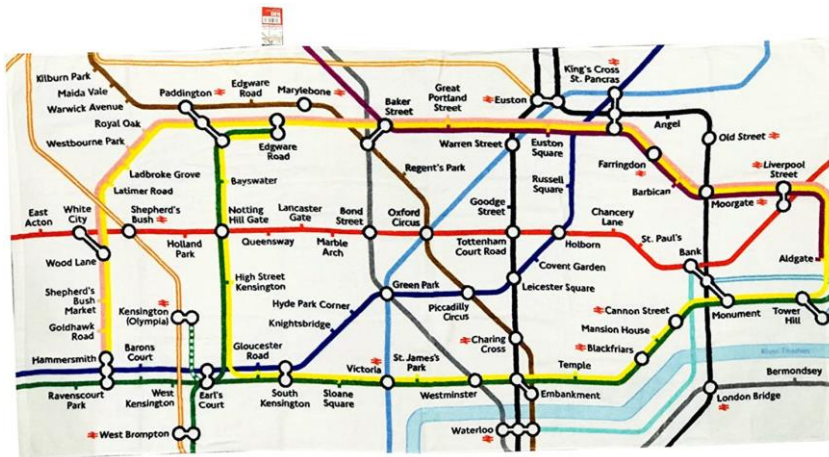 Kilburn Park
Maida Vale
Warwick Avenue
Royal Oak
Westbourne Park
Ladbroke Grove
Latimer Road
Paddington
Edgware
Road
Marylebone
Edgware
Road
Baker
Street
Great
Portland
Street
Euston
King's Cross
St. Pancras
Warren Street
Euston
Square
Angel
Old Street
Farringdon
Barbican
Liverpool
Street
Moorgate
Regent's Park
Russell
Square
Goodge
Street
Bayswater
East
Acton
White
City
Shepherd's
Bush
Wood Lane
Holland
Park
Notting
Hill Gate
Queensway
Lancaster
Gate
Marble
Arch
Bond
Street
Oxford
Circus
Tottenham
Court Road
Holborn
Chancery
Lane
St. Paul's
Bank
Aldgate
Covent Garden
Leicester Square
High Street
Kensington
Shepherd's
Bush
Market
Goldhawk
Road
Kensington
(Olympia)
Hyde Park Corner
Knightsbridge
Green Park
Piccadilly
Circus
Charing
Cross
Cannon Street
Mansion House
Blackfriars
Monument
Tower
Hill
Hammersmith
Barons
Court
Gloucester
Road
Victoria
St. James's
Park
Temple
River Thames
Bermondsey
Ravenscourt
Park
West
Kensington
Earl's
Court
South
Kensington
Sloane
Square
Westminster
Embankment
London Bridge
West Brompton
Waterloo